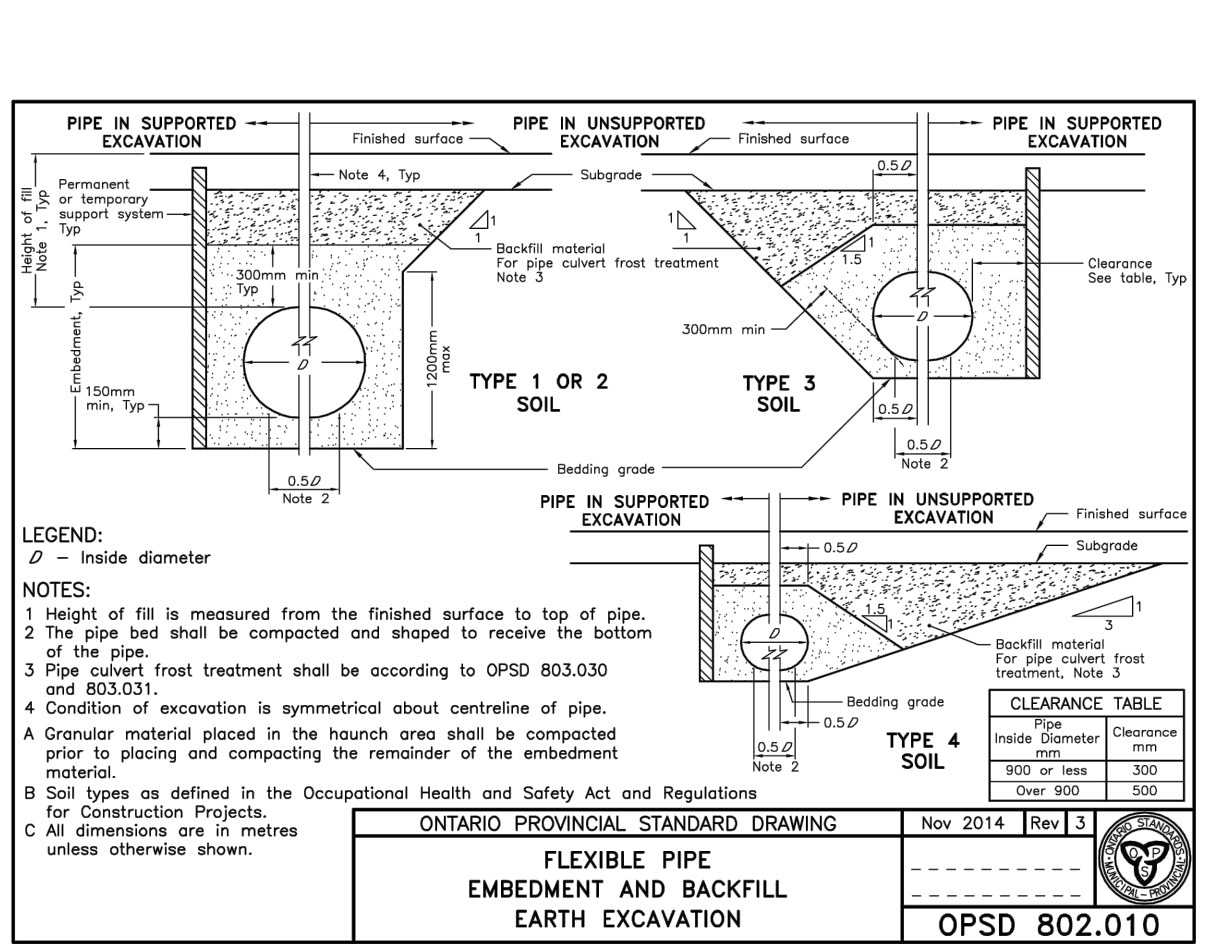 PIPE IN SUPPORTED
EXCAVATION
Finished surface
PIPE IN UNSUPPORTED
EXCAVATION
Finished surface
PIPE IN SUPPORTED
EXCAVATION
Height of fill
Note 1, Typ
Permanent
or temporary
support system
Typ
Note 4, Typ
Subgrade
0.5D
1
1
Backfill material
For pipe culvert frost treatment
Note 3
1
1
1
1.5
Clearance
See table, Typ
Embedment, Typ
300mm min
Typ
D
150mm
min, Typ
1200mm
max
0.5D
Note 2
TYPE 1 OR 2
SOIL
300mm min
D
TYPE 3
SOIL
0.5D
0.5D
Note 2
Bedding grade
PIPE IN SUPPORTED
EXCAVATION
PIPE IN UNSUPPORTED
EXCAVATION
Finished surface
Subgrade
0.5D
D
1.5
1
1
3
Backfill material
For pipe culvert frost
treatment, Note 3
Bedding grade
0.5D
0.5D
Note 2
TYPE 4
SOIL
LEGEND:
D – Inside diameter
NOTES:
1 Height of fill is measured from the finished surface to top of pipe.
2 The pipe bed shall be compacted and shaped to receive the bottom
of the pipe.
3 Pipe culvert frost treatment shall be according to OPSD 803.030
and 803.031.
4 Condition of excavation is symmetrical about centreline of pipe.
A Granular material placed in the haunch area shall be compacted
prior to placing and compacting the remainder of the embedment
material.
B Soil types as defined in the Occupational Health and Safety Act and Regulations
for Construction Projects.
C All dimensions are in metres
unless otherwise shown.
CLEARANCE TABLE
Pipe
Inside Diameter
mm
Clearance
mm
900 or less 300
Over 900 500
ONTARIO PROVINCIAL STANDARD DRAWING
Nov 2014 Rev 3
FLEXIBLE PIPE
EMBEDMENT AND BACKFILL
EARTH EXCAVATION
ONTARIO STANDARDS
MUNICIPAL – PROVINCIAL
O P
S
OPSD 802.010